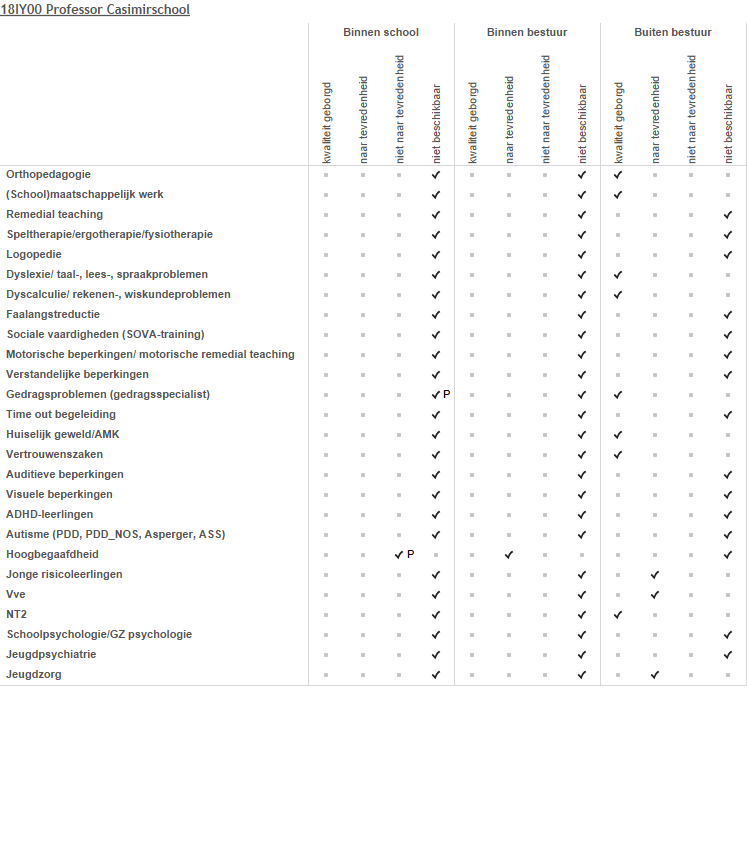 18IY00 Professor Casimirschool
Binnen school Binnen bestuur Buiten bestuur
kwaliteit geborgd naar tevredenheid niet naar tevredenheid niet beschikbaar kwaliteit geborgd naar tevredenheid niet naar tevredenheid niet beschikbaar kwaliteit geborgd naar tevredenheid niet naar tevredenheid niet beschikbaar
Orthopedagogie
(School)maatschappelijk werk
Remedial teaching
Speltherapie/ergotherapie/fysiotherapie
Logopedie
Dyslexie/ taal-, lees-, spraakproblemen
Dyscalculie/ rekenen-, wiskundeproblemen
Faalangstreductie
Sociale vaardigheden (SOVA-training)
Motorische beperkingen/ motorische remedial teaching
Verstandelijke beperkingen
Gedragsproblemen (gedragsspecialist) P
Time out begeleiding
Huiselijk geweld/AMK
Vertrouwenszaken
Auditieve beperkingen
Visuele beperkingen
ADHD-leerlingen
Autisme (PDD, PDD_NOS, Asperger, ASS)
Hoogbegaafdheid P
Jonge risicoleerlingen
Vve
NT2
Schoolpsychologie/GZ psychologie
Jeugdpsychiatrie
Jeugdzorg